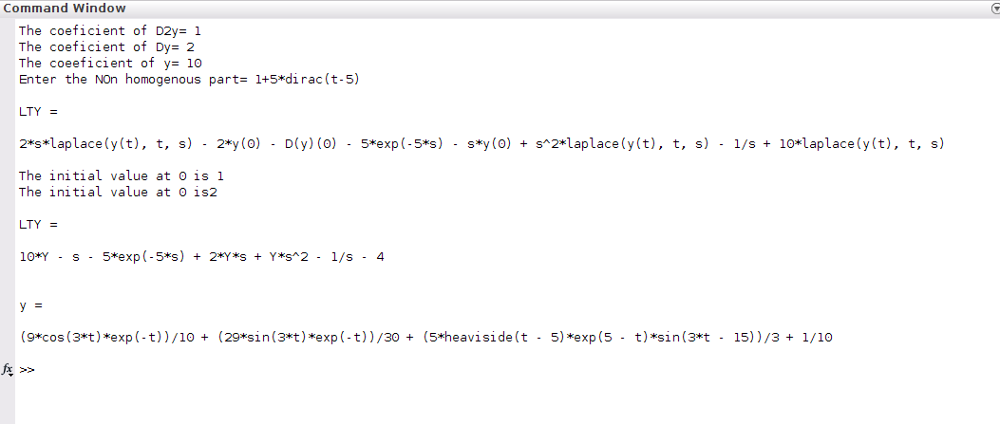 Command Window
The coeficient of D2y= 1
The coeficient of Dy= 2
The coeeficient of y= 10
Enter the NOn homogenous part= 1+5*dirac(t-5)
LTY =
2*s*laplace(y(t), t, s) - 2*y(0) - D(y)(0) - 5*exp(-5*s) - s*y(0) + s^2*laplace(y(t), t, s) - 1/s + 10*laplace(y(t), t, s)
The initial value at 0 is 1
The initial value at 0 is2
LTY =
10*Y - s - 5*exp(-5*s) + 2*Y*s + Y*s^2 - 1/s - 4
y =
(9*cos(3*t)*exp(-t))/10 + (29*sin(3*t)*exp(-t))/30 + (5*heaviside(t - 5)*exp(5 - t)*sin(3*t - 15))/3 + 1/10
fx >>